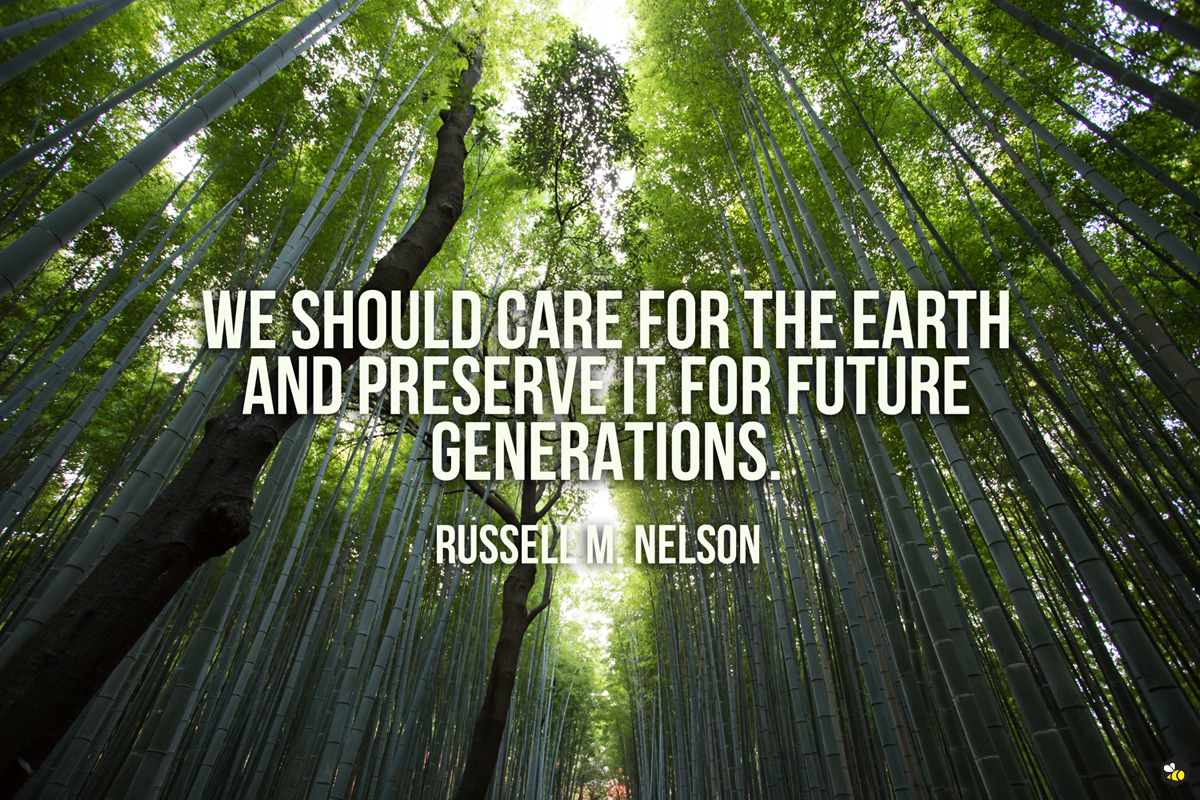 WE SHOULD CARE FOR THE EARTH
AND PRESERVE IT FOR FUTURE
GENERATIONS.
RUSSELL M. NELSON